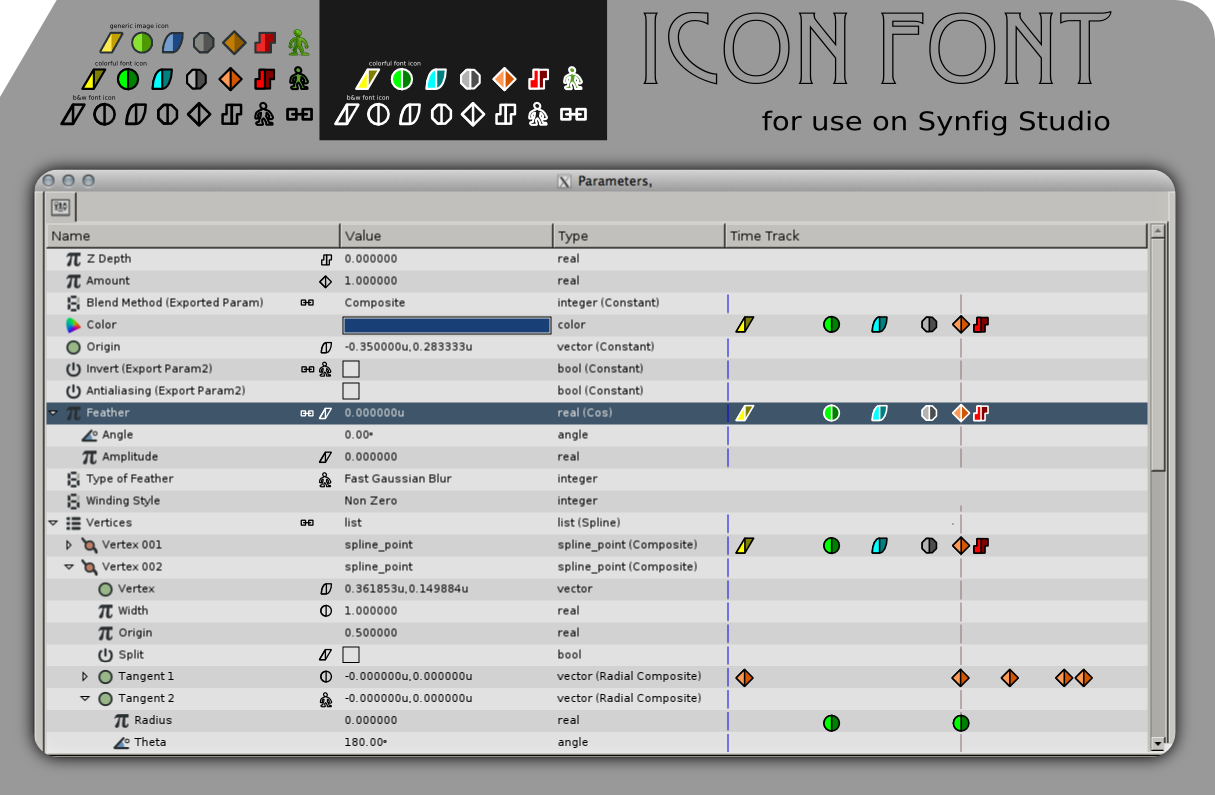 generic image icon
colorful font icon
b&w font icon
colorful font icon
b&w font icon
ICON FONT
for use on Synfig Studio
Parameters,
Name Value Type Time Track
Z Depth 0.000000 real
Amount 1.000000 real
Blend Method (Exported Param) Composite integer (Constant)
Color color
Origin -0.350000u,0.283333u vector (Constant)
Invert (Export Param2) bool (Constant)
Antialiasing (Export Param2) bool (Constant)
Feather 0.000000u real (Cos)
Angle 0.00° angle
Amplitude 0.000000 real
Type of Feather Fast Gaussian Blur integer
Winding Style Non Zero integer
Vertices list list (Spline)
Vertex 001 spline_point spline_point (Composite)
Vertex 002 spline_point spline_point (Composite)
Vertex 0.361853u,0.149884u vector
Width 1.000000 real
Origin 0.500000 real
Split bool
Tangent 1 -0.000000u,0.000000u vector (Radial Composite)
Tangent 2 -0.000000u,0.000000u vector (Radial Composite)
Radius 0.000000 real
Theta 180.00° angle